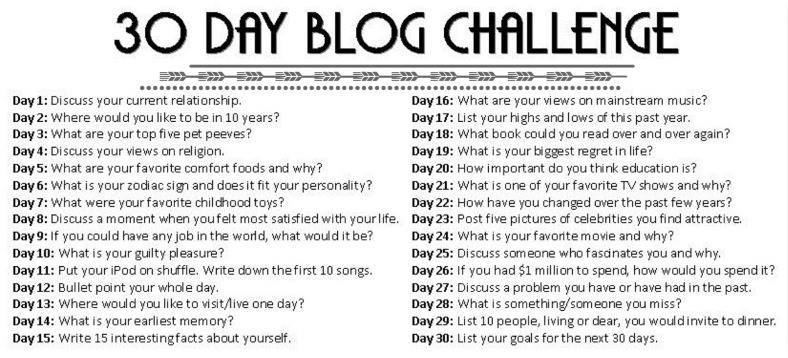 30 DAY BLOG CHALLENGE
Day 1: Discuss your current relationship.
Day 2: Where would you like to be in 10 years?
Day 3: What are your top five pet peeves?
Day 4: Discuss your views on religion.
Day 5: What are your favorite comfort foods and why?
Day 6: What is your zodiac sign and does it fit your personality?
Day 7: What were your favorite childhood toys?
Day 8: Discuss a moment when you felt most satisfied with your life.
Day 9: If you could have any job in the world, what would it be?
Day 10: What is your guilty pleasure?
Day 11: Put your iPod on shuffle. Write down the first 10 songs.
Day 12: Bullet point your whole day.
Day 13: Where would you like to visit/live one day?
Day 14: What is your earliest memory?
Day 15: Write 15 interesting facts about yourself.
Day 16: What are your views on mainstream music?
Day 17: List your highs and lows of this past year.
Day 18: What book could you read over and over again?
Day 19: What is your biggest regret in life?
Day 20: How important do you think education is?
Day 21: What is one of your favorite TV shows and why?
Day 22: How have you changed over the past few years?
Day 23: Post five pictures of celebrities you find attractive.
Day 24: What is your favorite movie and why?
Day 25: Discuss someone who fascinates you and why.
Day 26: If you had $1 million to spend, how would you spend it?
Day 27: Discuss a problem you have or have had in the past.
Day 28: What is something/someone you miss?
Day 29: List 10 people, living or dear, you would invite to dinner.
Day 30: List your goals for the next 30 days.